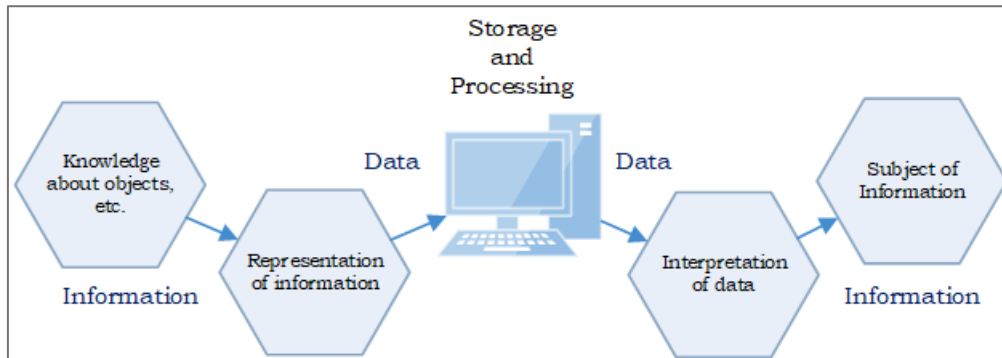 Storage
and
Processing
Knowledge
about objects,
etc.
Information
Representation
of information
Data
Data
Interpretation
of data
Subject of
Information
Information